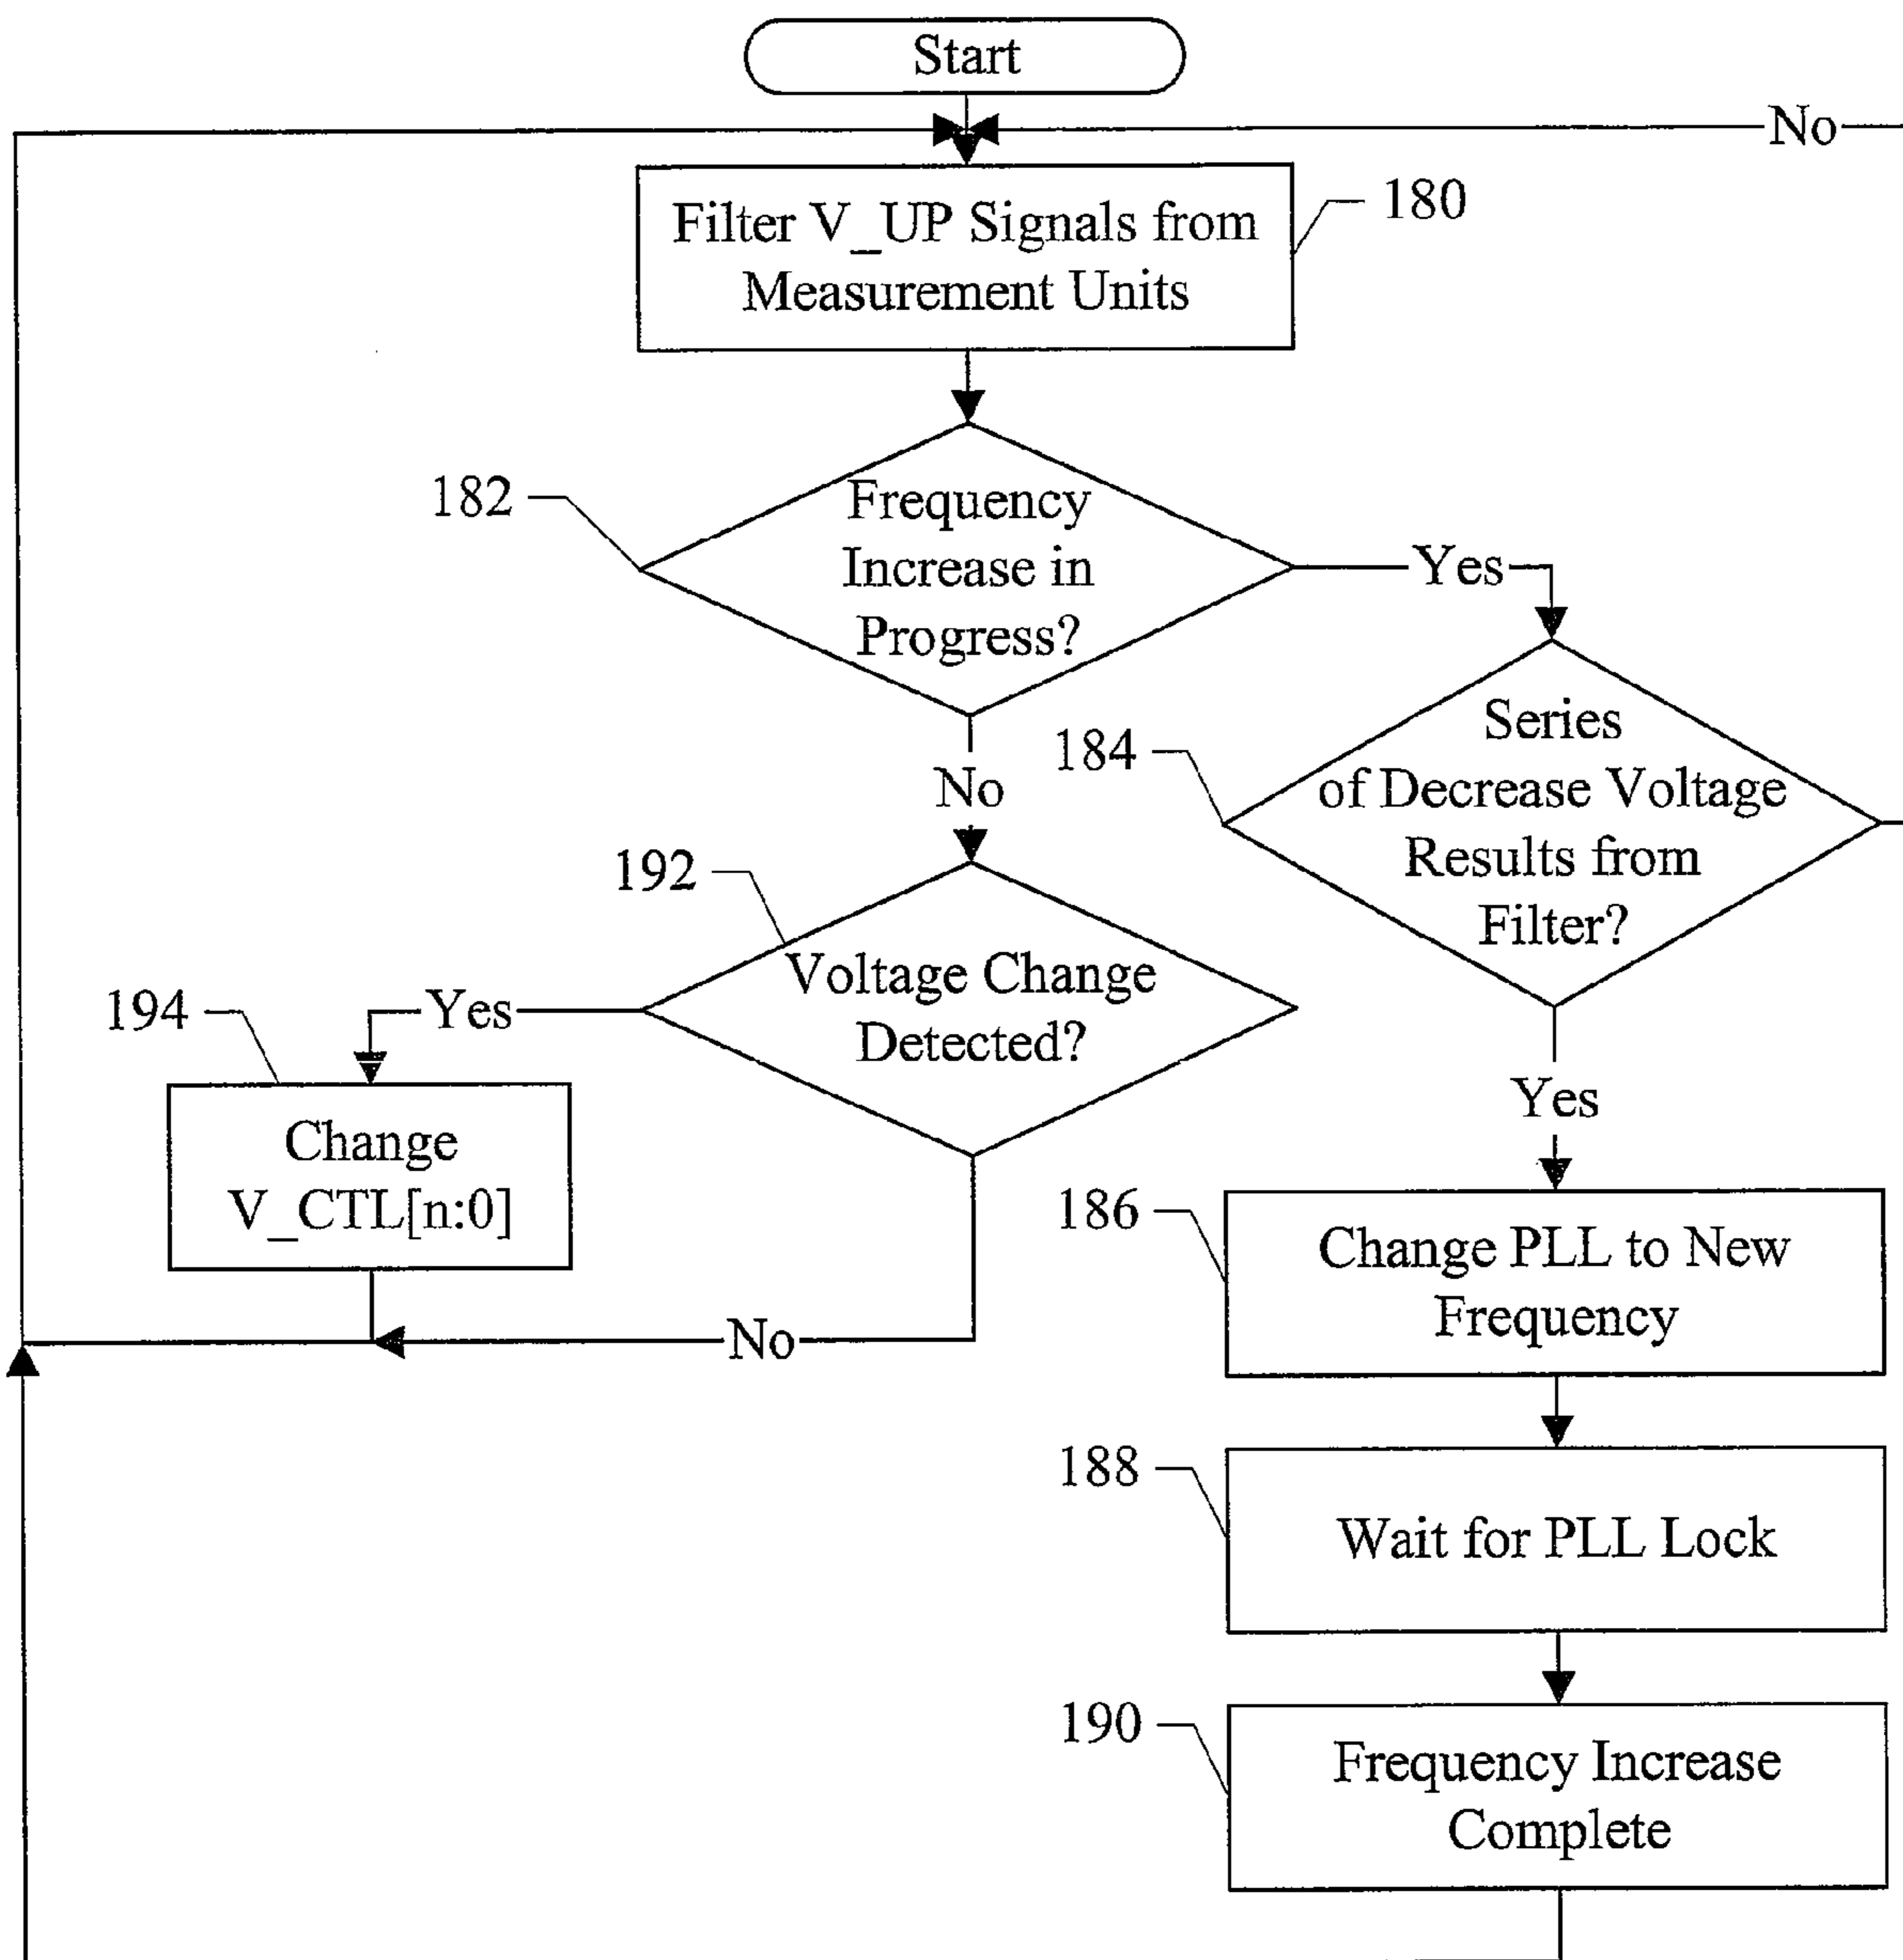 Start
No
Filter V_UP Signals from
Measurement Units
180
182
Frequency
Increase in
Progress?
Yes
No
184
Series
of Decrease Voltage
Results from
Filter?
192
Voltage Change
Detected?
Yes
194
Change
V_CTL[n:0]
No
Yes
186
Change PLL to New
Frequency
188
Wait for PLL Lock
190
Frequency Increase
Complete